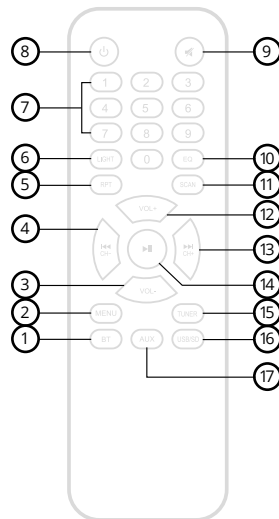 8 9
1 2 3
7
4 5 6
7 8 9
6 LIGHT 0 EQ 10
5 RPT SCAN 11
VOL+ 12
4
CH- CH+ 13
3
VOL- 14
2 MENU TUNER 15
1 BT AUX USB/SD 16
17